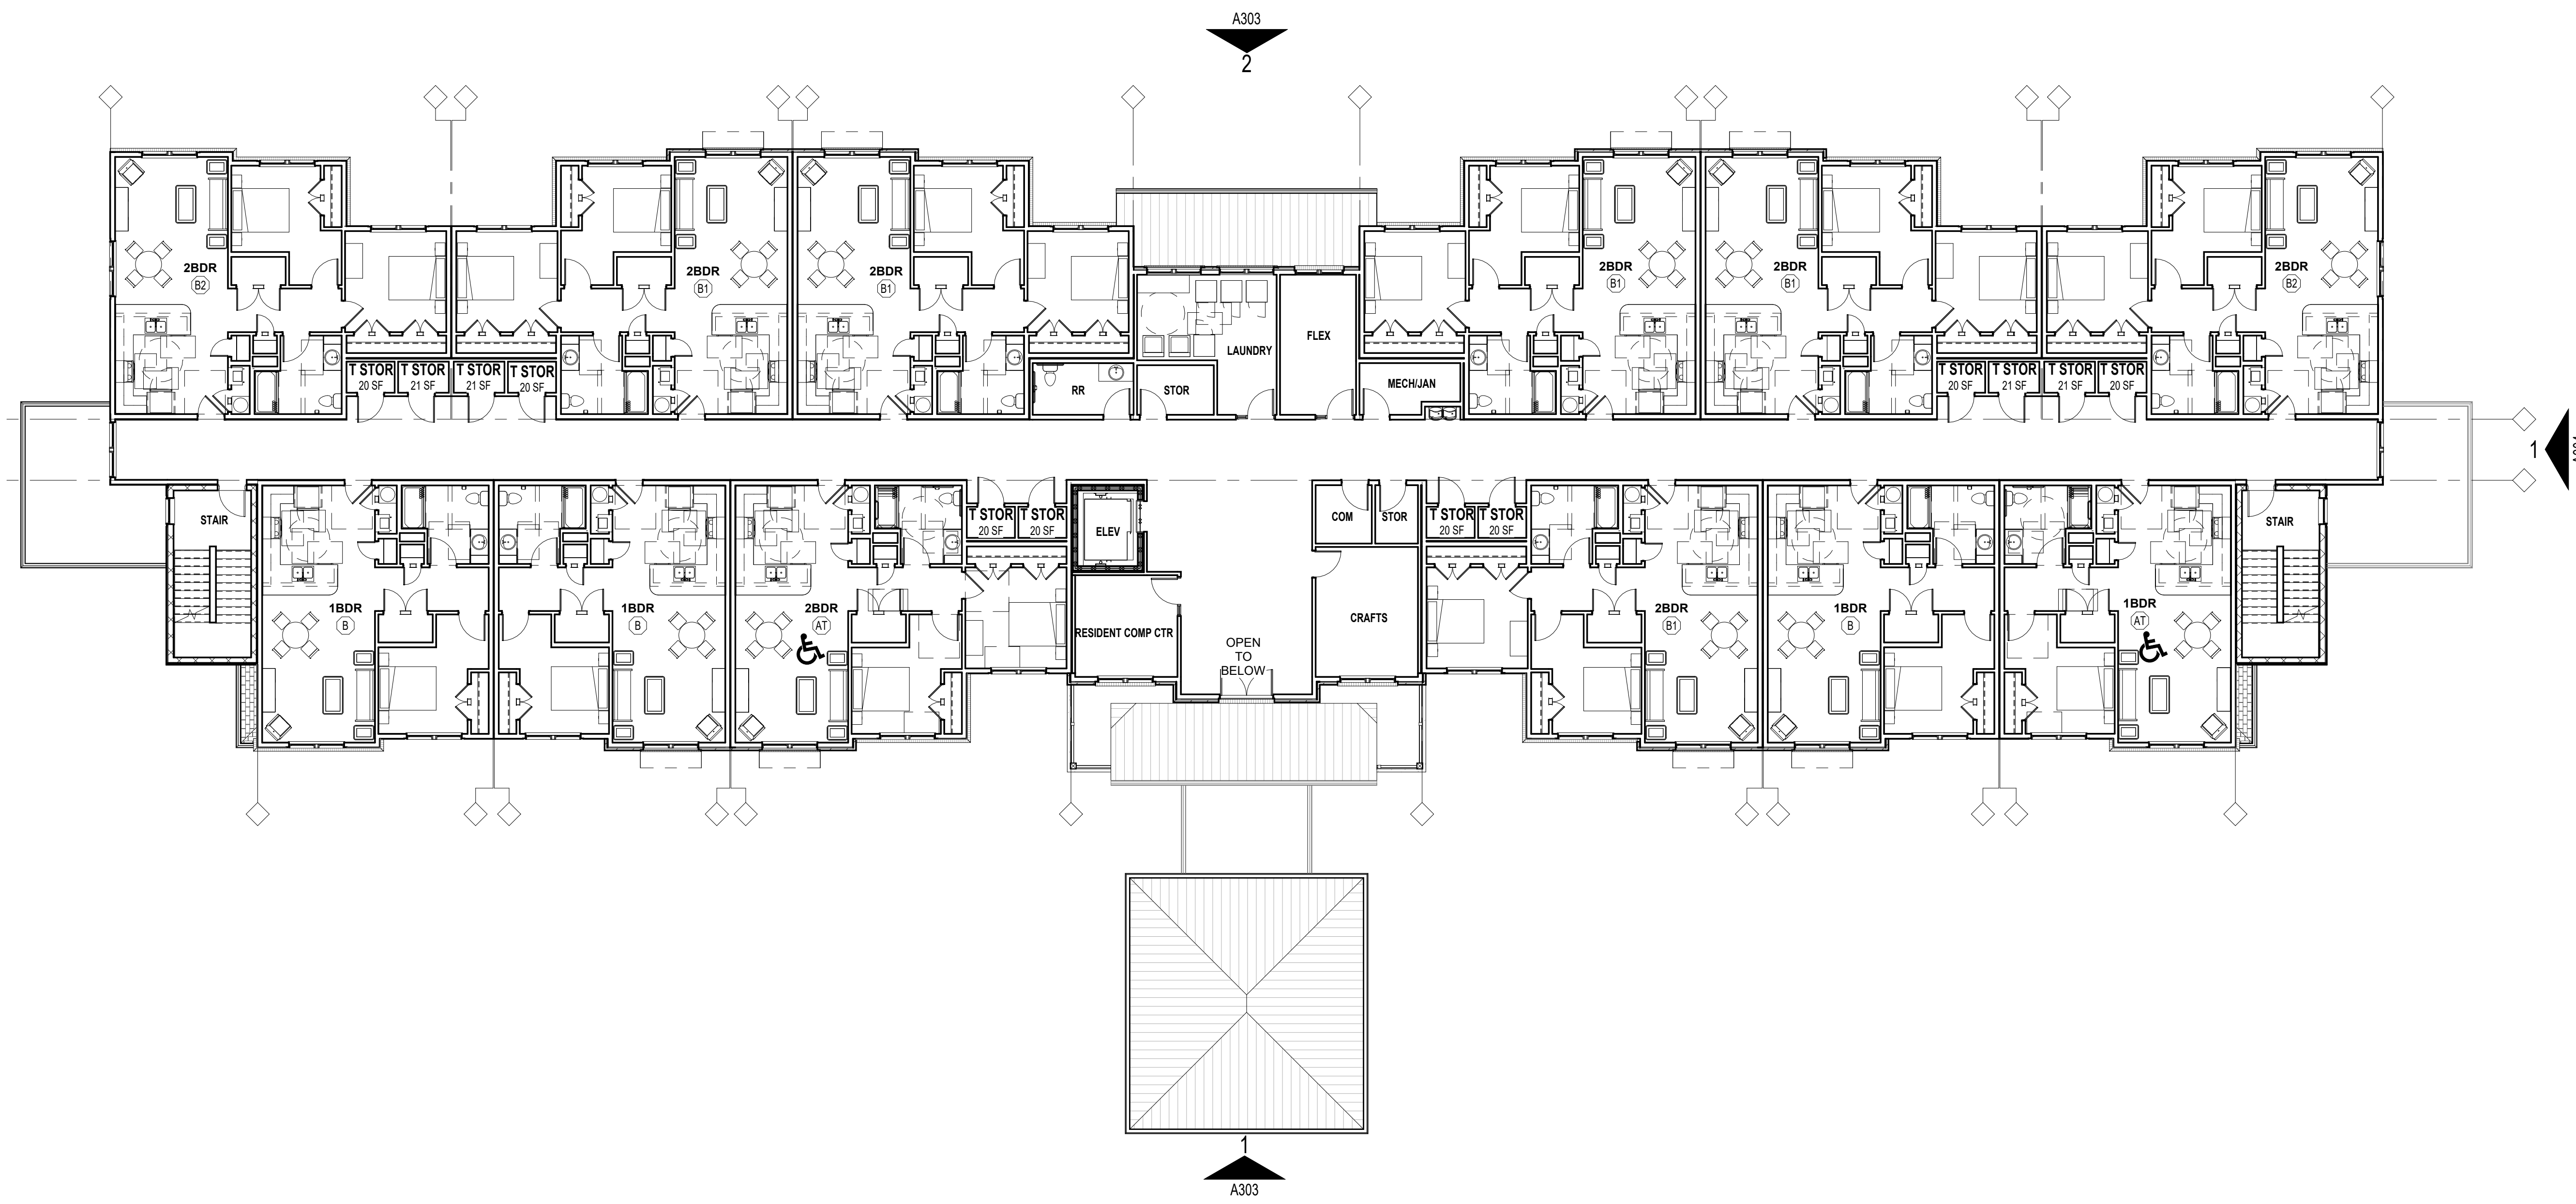 A303
2
2BDR
B2
2BDR
B1
2BDR
B1
2BDR
B1
2BDR
B1
2BDR
B2
LAUNDRY
FLEX
T STOR
20 SF
T STOR
21 SF
T STOR
21 SF
T STOR
20 SF
RR
STOR
MECH/JAN
T STOR
20 SF
T STOR
21 SF
T STOR
21 SF
T STOR
20 SF
1
STAIR
T STOR
20 SF
T STOR
20 SF
ELEV
COM
STOR
T STOR
20 SF
T STOR
20 SF
STAIR
1BDR
B
1BDR
B
2BDR
AT
RESIDENT COMP CTR
OPEN
TO
BELOW
CRAFTS
2BDR
B1
1BDR
B
1BDR
AT
1
A303